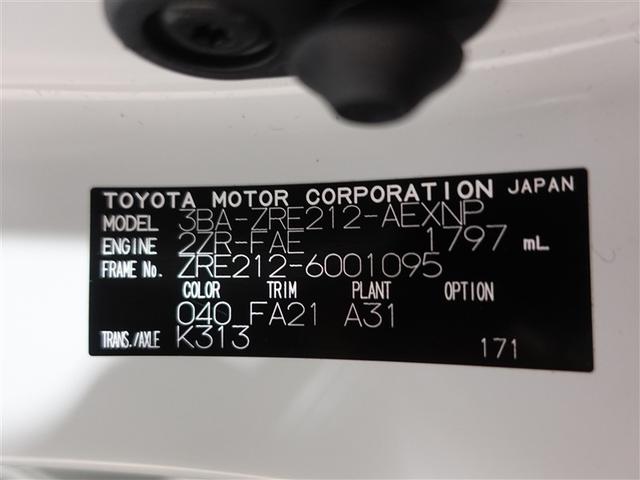 TOYOTA MOTOR CORPORATION JAPAN
MODEL 3BA-ZRE212-AEXNP
ENGINE 2ZR-FAE 1797 mL
FRAME No. ZRE212-6001095
COLOR TRIM PLANT OPTION
040 FA21 A31
TRANS./AXLE K313 171